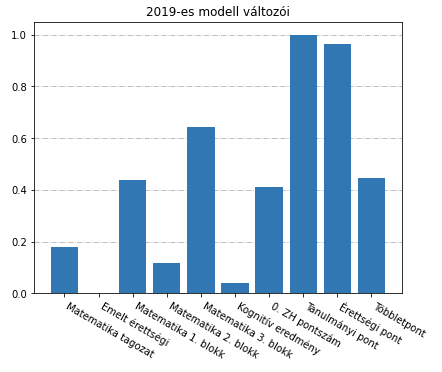 2019-es modell változói
1.0
0.8
0.6
0.4
0.2
0.0
Matematika tagozat
Emelt érettségi
Matematika 1. blokk
Matematika 2. blokk
Matematika 3. blokk
Kognitív eredmény
0. ZH pontszám
Tanulmányi pont
Érettségi pont
Többletpont